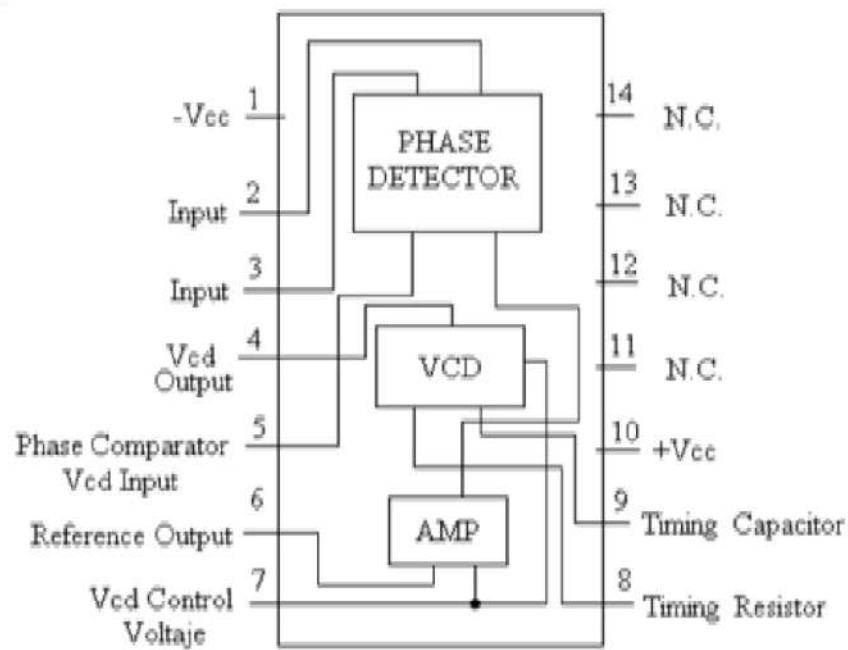 1
-Vcc
2
Input
3
Input
4
Vcd
Output
5
Phase Comparator
Vcd Input
6
Reference Output
7
Vcd Control
Voltaje
PHASE
DETECTOR
VCD
AMP
14
N.C.
13
N.C.
12
N.C.
11
N.C.
10
+Vcc
9
Timing Capacitor
8
Timing Resistor